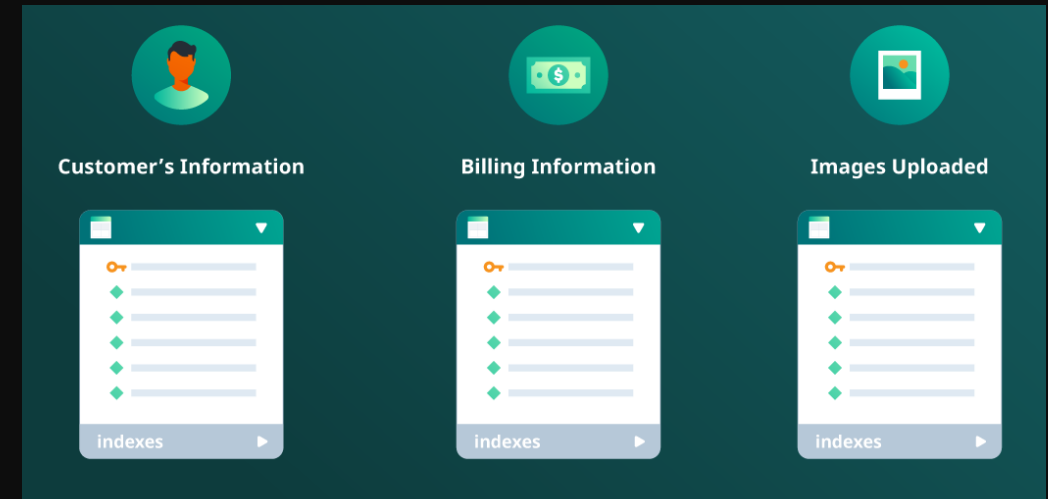 Customer’s Information
Billing Information
Images Uploaded
indexes
indexes
indexes